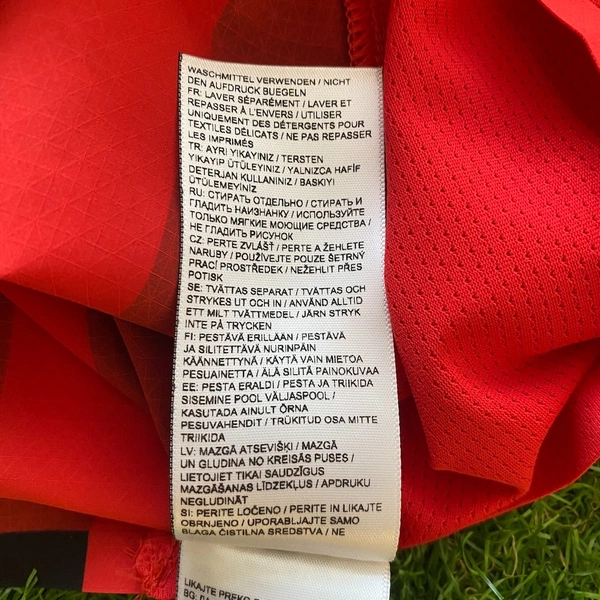 WASCHMITTEL VERWENDEN / NICHT
DEN AUFDRUCK BUEGELN
FR: LAVER SÉPARÉMENT / LAVER ET
REPASSER À L'ENVERS / UTILISER
UNIQUEMENT DES DÉTERGENTS POUR
TEXTILES DÉLICATS / NE PAS REPASSER
LES IMPRIMÉS
TR: AYRI YIKAYINIZ / TERSTEN
YIKAYIP ÜTÜLEYINIZ / YALNIZCA HAFİF
DETERJAN KULLANINIZ / BASKIYI
ÜTÜLEMEYİNİZ
RU: СТИРАТЬ ОТДЕЛЬНО / СТИРАТЬ И
ГЛАДИТЬ НАИЗНАНКУ / ИСПОЛЬЗУЙТЕ
ТОЛЬКО МЯГКИЕ МОЮЩИЕ СРЕДСТВА /
НЕ ГЛАДИТЬ РИСУНОК
CZ: PERTE ZVLÁŠŤ / PERTE A ŽEHLETE
NARUBY / POUŽÍVEJTE POUZE ŠETRNÝ
PRACÍ PROSTŘEDEK / NEŽEHLIT PŘES
POTISK
SE: TVÄTTAS SEPARAT / TVÄTTAS OCH
STRYKES UT OCH IN / ANVÄND ALLTID
ETT MILT TVÄTTMEDEL / JÄRN STRYK
INTE PÅ TRYCKEN
FI: PESTÄVÄ ERILLÄÄN / PESTÄVÄ
JA SILITETTÄVÄ NURINPÄIN
KÄÄNNETTYNÄ / KÄYTÄ VAIN MIETOA
PESUAINETTA / ÄLÄ SILITÄ PAINOKUVAA
EE: PESTA ERALDI / PESTA JA TRIIKIDA
SISEMINE POOL VÄLJASPOOL /
KASUTADA AINULT ÕRNA
PESUVAHENDIT / TRÜKITUD OSA MITTE
TRIIKIDA
LV: MAZGĀ ATSEVIŠĶI / MAZGĀ
UN GLUDINA NO KREISĀS PUSES /
LIETOJIET TIKAI SAUDZĪGUS
MAZGĀŠANAS LĪDZEKĻUS / APDRUKU
NEGLUDINĀT
SI: PERITE LOČENO / PERITE IN LIKAJTE
OBRNJENO / UPORABLJAJTE SAMO
BLAGA ČISTILNA SREDSTVA / NE
LIKAJTE PREKO
BG: